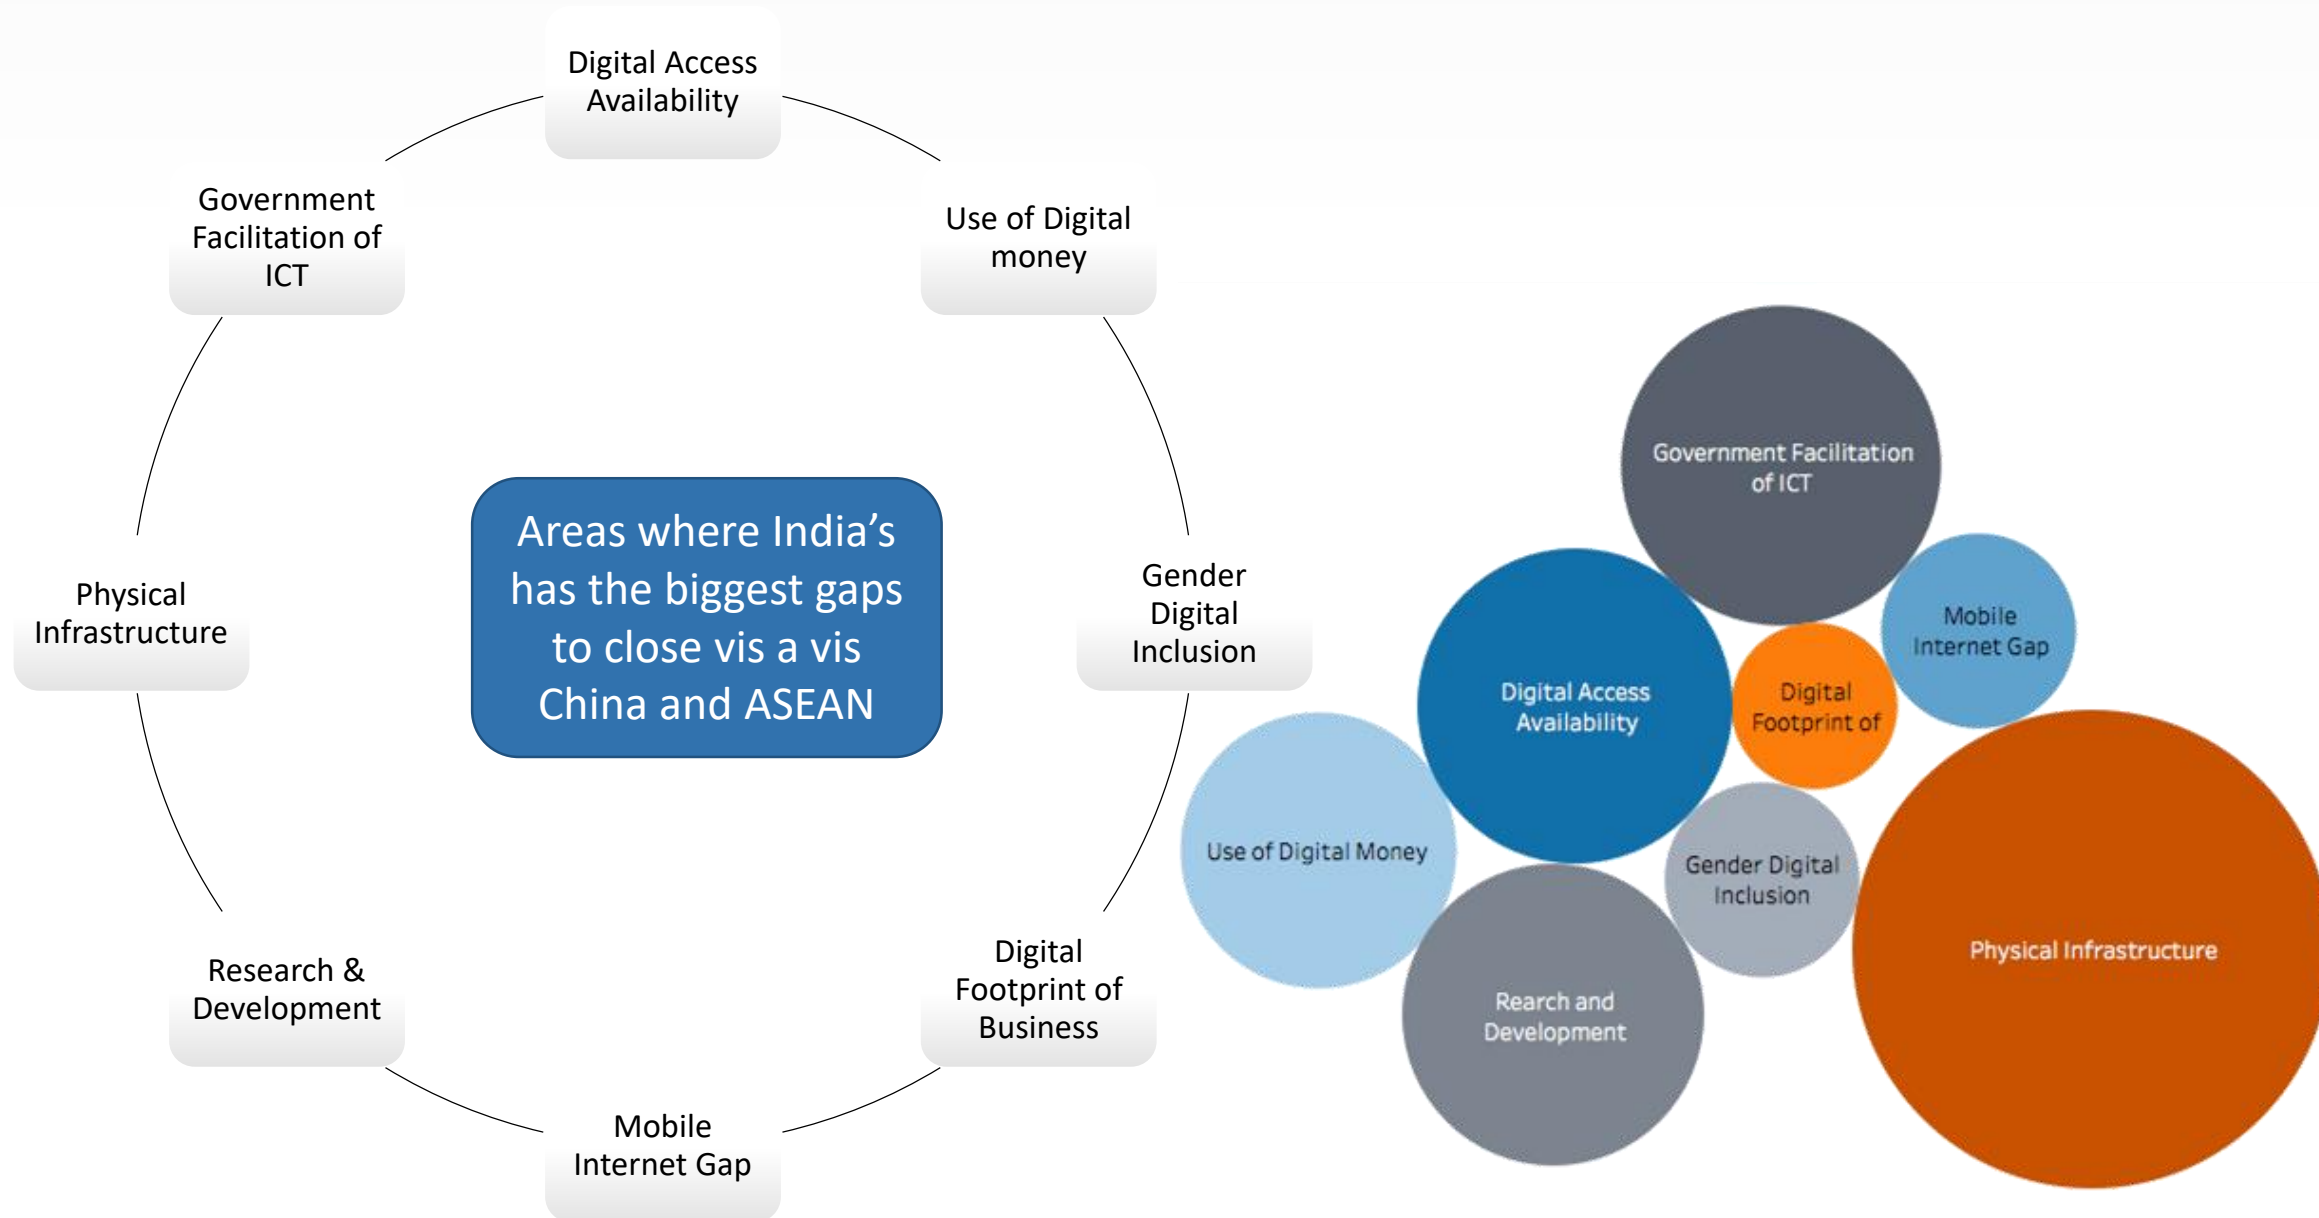 Digital Access
Availability
Use of Digital
money
Gender
Digital
Inclusion
Digital
Footprint of
Business
Mobile
Internet Gap
Research &
Development
Physical
Infrastructure
Government
Facilitation of
ICT
Areas where India’s
has the biggest gaps
to close vis a vis
China and ASEAN
Government Facilitation
of ICT
Mobile
Internet Gap
Digital Access
Availability
Digital
Footprint of
Use of Digital Money
Gender Digital
Inclusion
Physical Infrastructure
Rearch and
Development